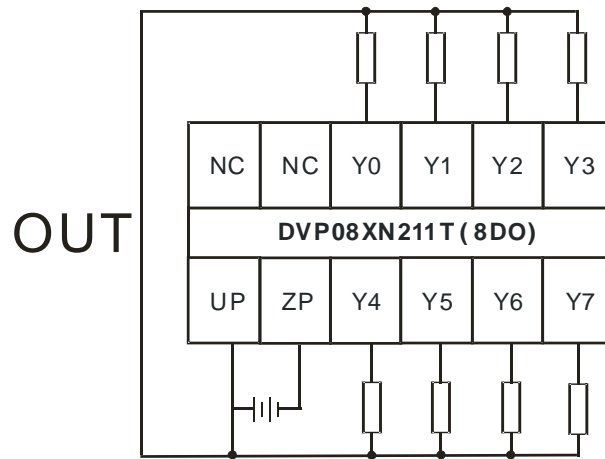 NC NC Y0 Y1 Y2 Y3
OUT
DVP08XN211T (8DO)
UP ZP Y4 Y5 Y6 Y7